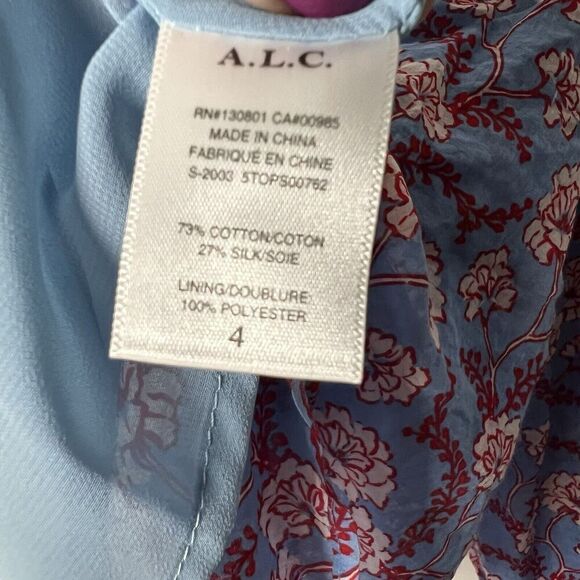 A.L.C.
RN#130801 CA#00985
MADE IN CHINA
FABRIQUE EN CHINE
S-2003 5TOPS00762
73% COTTON/COTON
27% SILK/SOIE
LINING/DOUBLURE:
100% POLYESTER
4